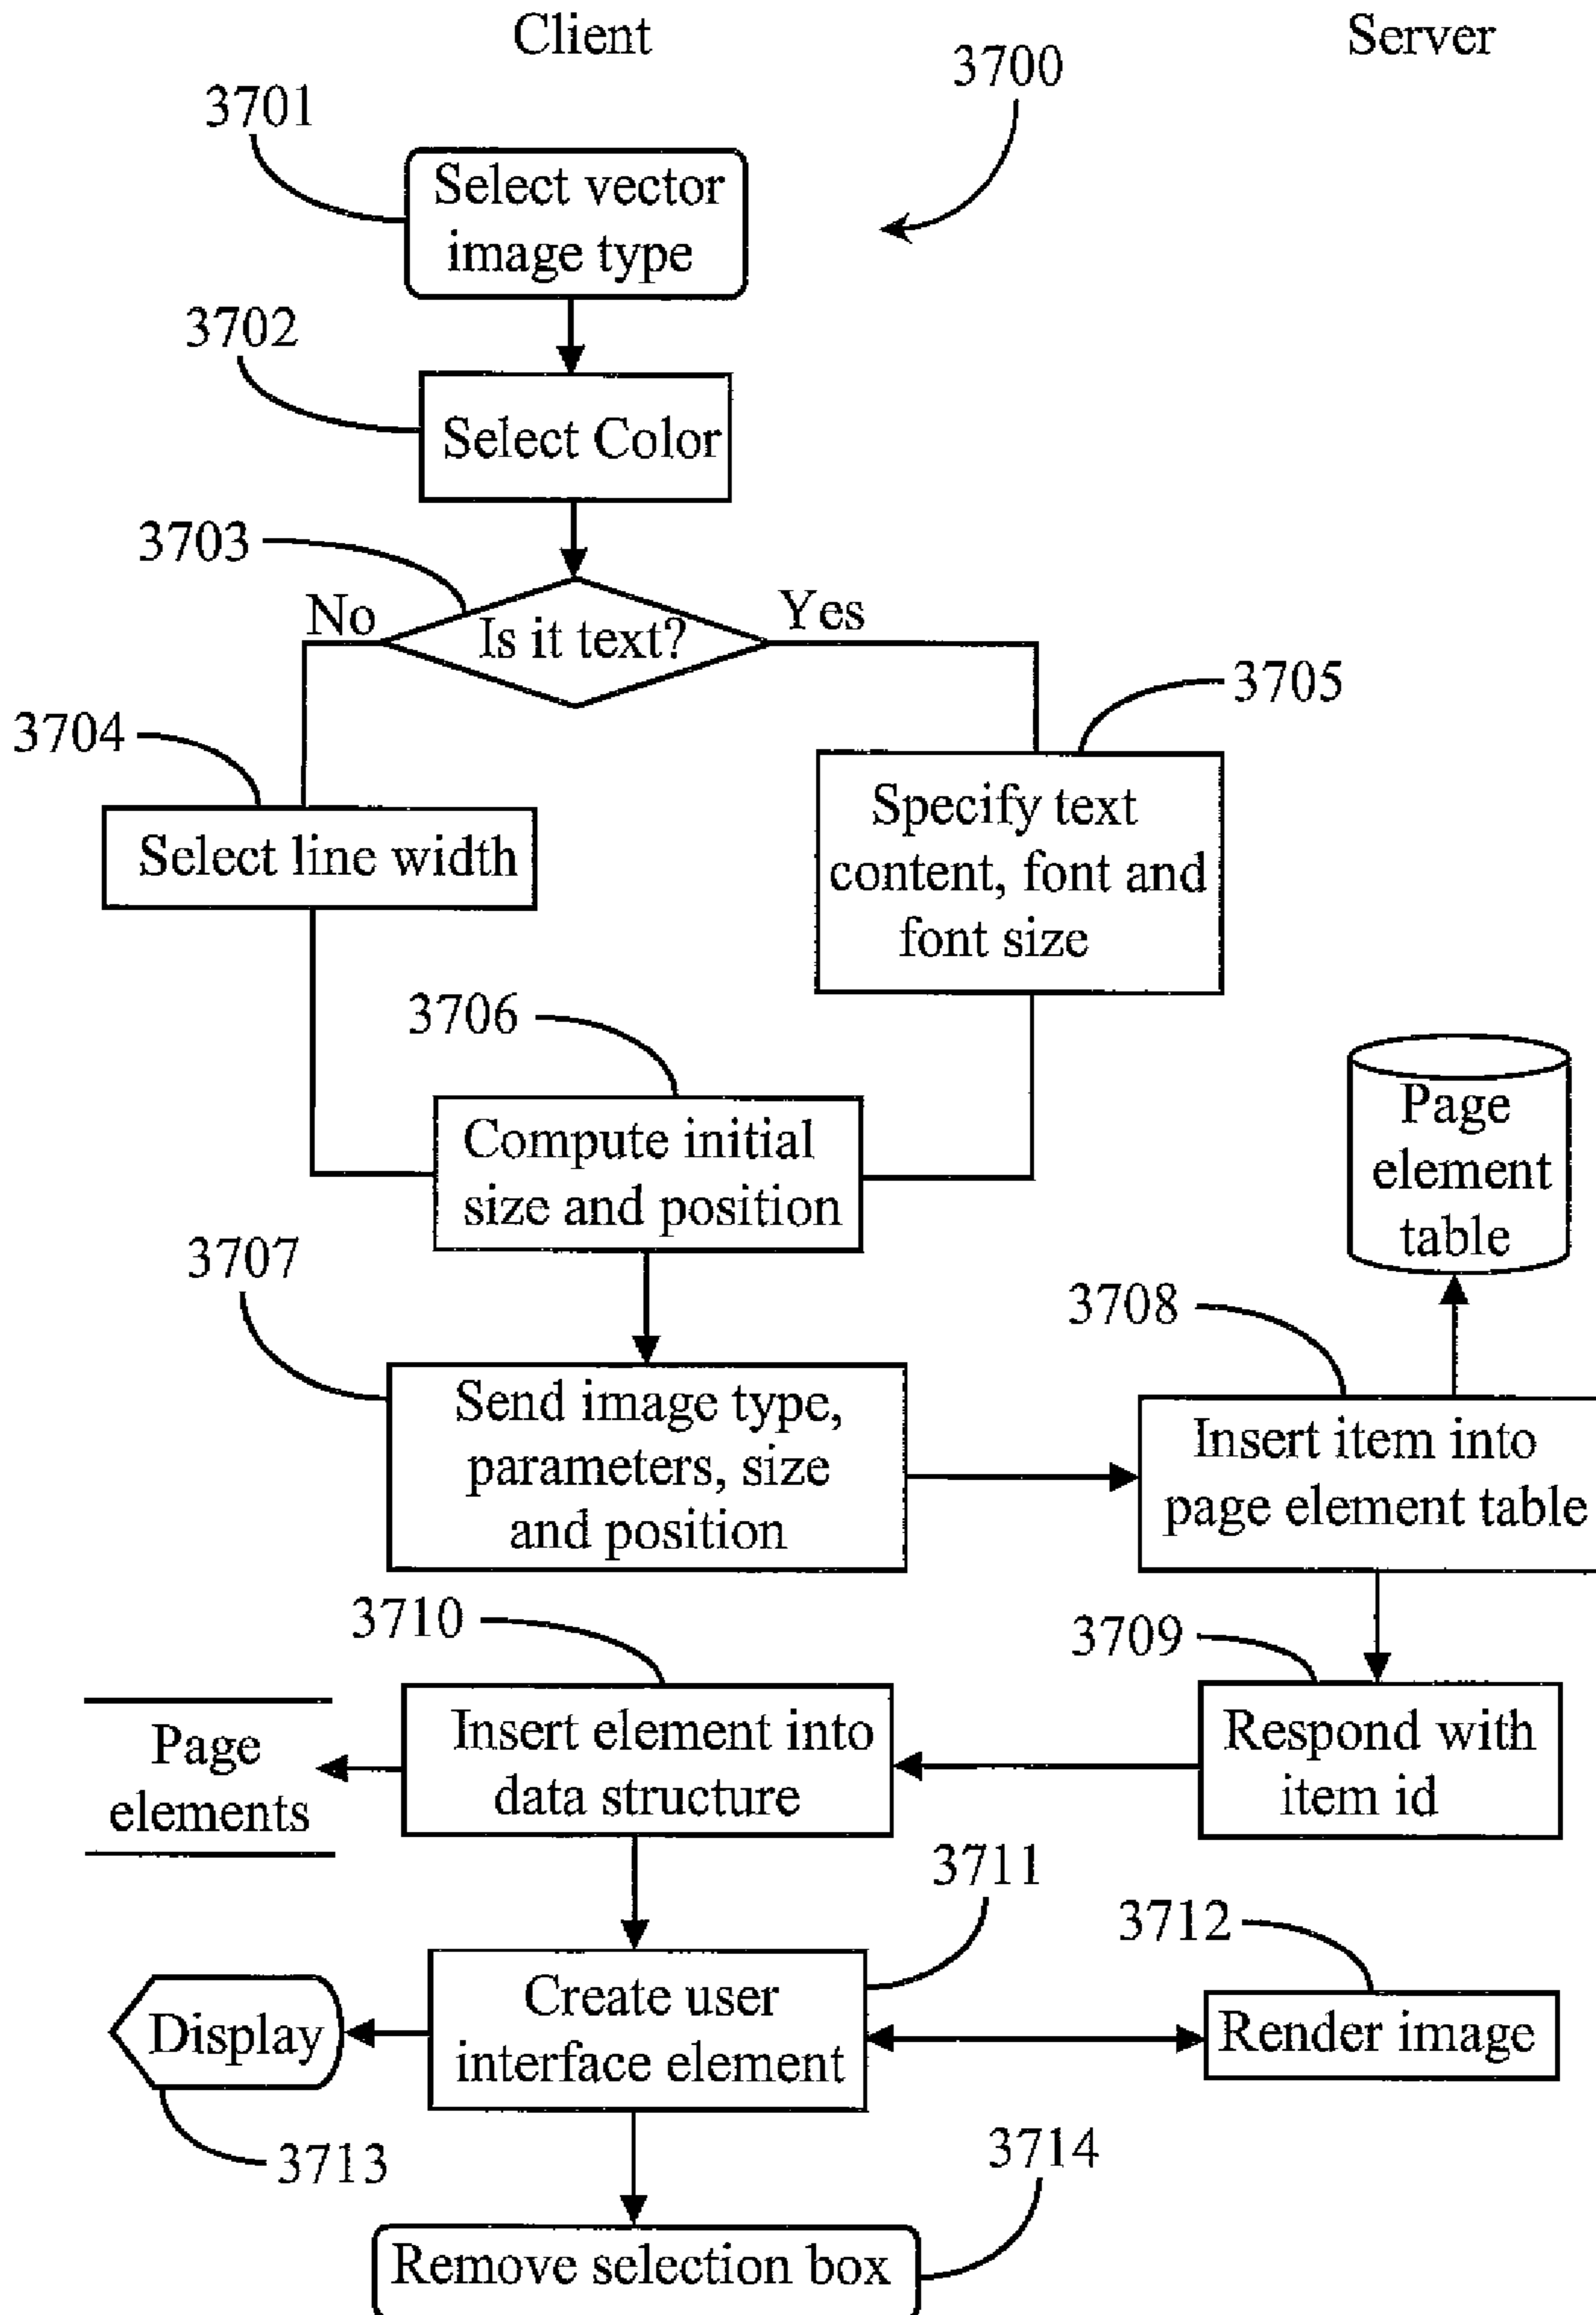 Client
Server
3700
3701
Select vector
image type
3702
Select Color
3703
No
Is it text?
Yes
3704
Select line width
3705
Specify text
content, font and
font size
3706
Compute initial
size and position
Page
element
table
3707
Send image type,
parameters, size
and position
3708
Insert item into
page element table
3710
Insert element into
data structure
3709
Respond with
item id
Page
elements
3711
Create user
interface element
3712
Render image
Display
3713
3714
Remove selection box